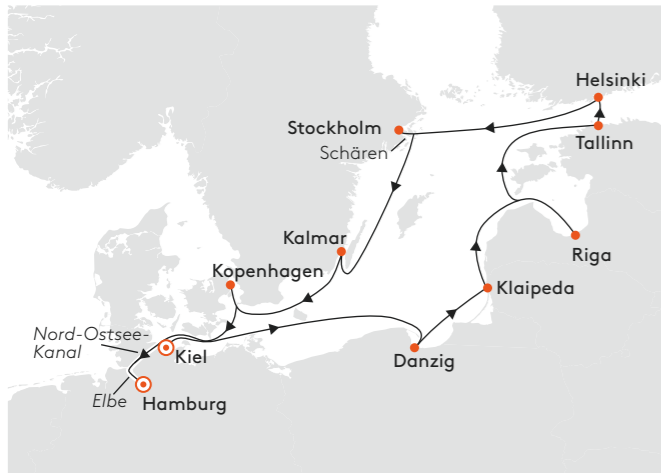 Helsinki
Stockholm
Tallinn
Schären
Kalmar
Riga
Kopenhagen
Klaipeda
Nord-Ostsee-
Kanal
Kiel
Danzig
Elbe
Hamburg